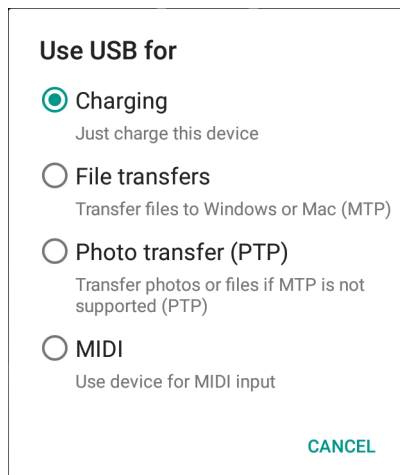 Use USB for
Charging
Just charge this device
File transfers
Transfer files to Windows or Mac (MTP)
Photo transfer (PTP)
Transfer photos or files if MTP is not
supported (PTP)
MIDI
Use device for MIDI input
CANCEL